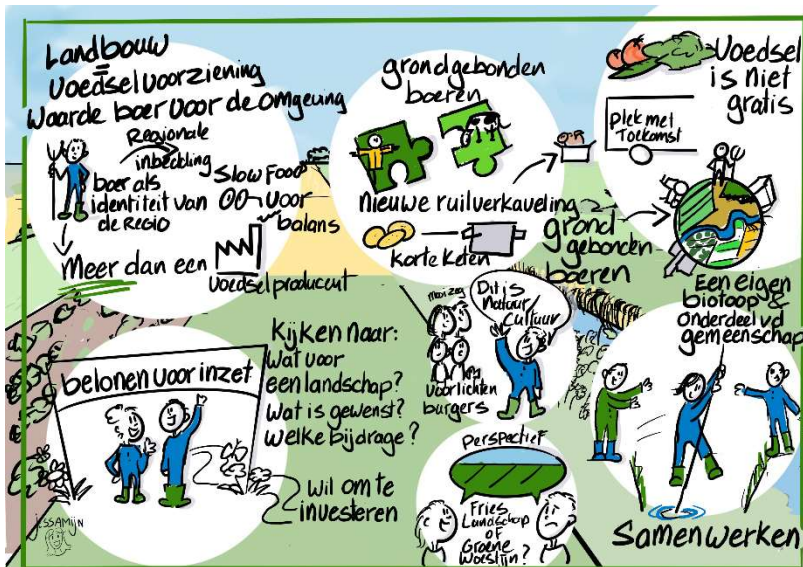 Landbouw
=
Voedselvoorziening
Waarde boer voor de omgeving
Regionale
inbedding
boer als
identiteit van
de Regio
Slow Food
voor
balans
Meer dan een
voedselproducent
grondgebonden
boeren
nieuwe ruilverkaveling
korte keten
Voedsel
is niet
gratis
Plek met
Toekomst
grond
gebonden
boeren
Een eigen
biotoop &
onderdeel vd
gemeenschap
belonen voor inzet
Kijken naar:
Wat voor
een landschap?
Wat is gewenst?
Welke bijdrage?
Wil om te
investeren
mooi zeg
Dit is
Natuur/
Cultuur
voorlichten
burgers
Perspectief
Fries
Landschap
of
Groene
Woestijn?
Samenwerken
JESSAMIJN